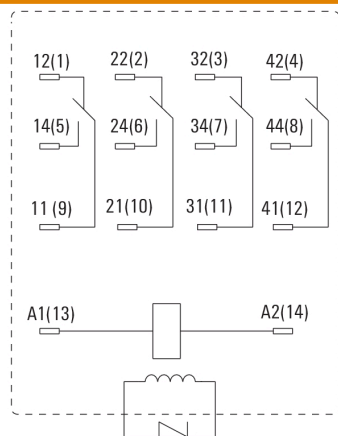 12(1) 22(2) 32(3) 42(4)
14(5) 24(6) 34(7) 44(8)
11 (9) 21(10) 31(11) 41(12)
A1(13) A2(14)